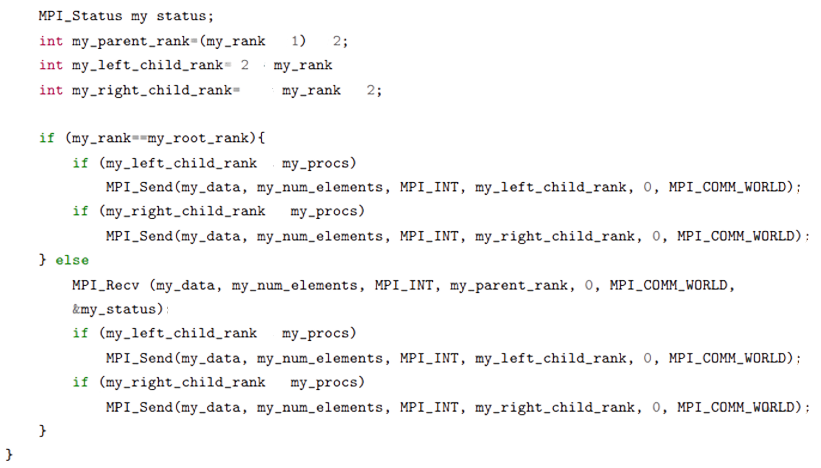 MPI_Status my status;
int my_parent_rank=(my_rank 1) 2;
int my_left_child_rank= 2 my_rank
int my_right_child_rank= my_rank 2;
if (my_rank==my_root_rank){
if (my_left_child_rank my_procs)
MPI_Send(my_data, my_num_elements, MPI_INT, my_left_child_rank, 0, MPI_COMM_WORLD);
if (my_right_child_rank my_procs)
MPI_Send(my_data, my_num_elements, MPI_INT, my_right_child_rank, 0, MPI_COMM_WORLD);
} else
MPI_Recv (my_data, my_num_elements, MPI_INT, my_parent_rank, 0, MPI_COMM_WORLD,
&my_status);
if (my_left_child_rank my_procs)
MPI_Send(my_data, my_num_elements, MPI_INT, my_left_child_rank, 0, MPI_COMM_WORLD);
if (my_right_child_rank my_procs)
MPI_Send(my_data, my_num_elements, MPI_INT, my_right_child_rank, 0, MPI_COMM_WORLD);
}
}